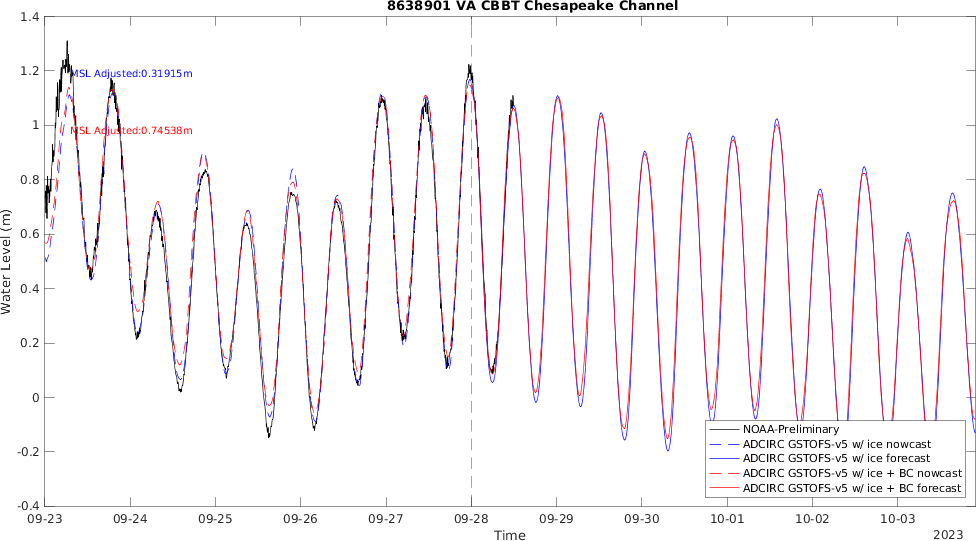 8638901 VA CBBT Chesapeake Channel
1.4
1.2
1
0.8
0.6
0.4
0.2
0
-0.2
-0.4
Water Level (m)
MSL Adjusted:0.31915m
MSL Adjusted:0.74538m
NOAA-Preliminary
ADCIRC GSTOFS-v5 w/ ice nowcast
ADCIRC GSTOFS-v5 w/ ice forecast
ADCIRC GSTOFS-v5 w/ ice + BC nowcast
ADCIRC GSTOFS-v5 w/ ice + BC forecast
09-23 09-24 09-25 09-26 09-27 09-28 09-29 09-30 10-01 10-02 10-03
Time
2023